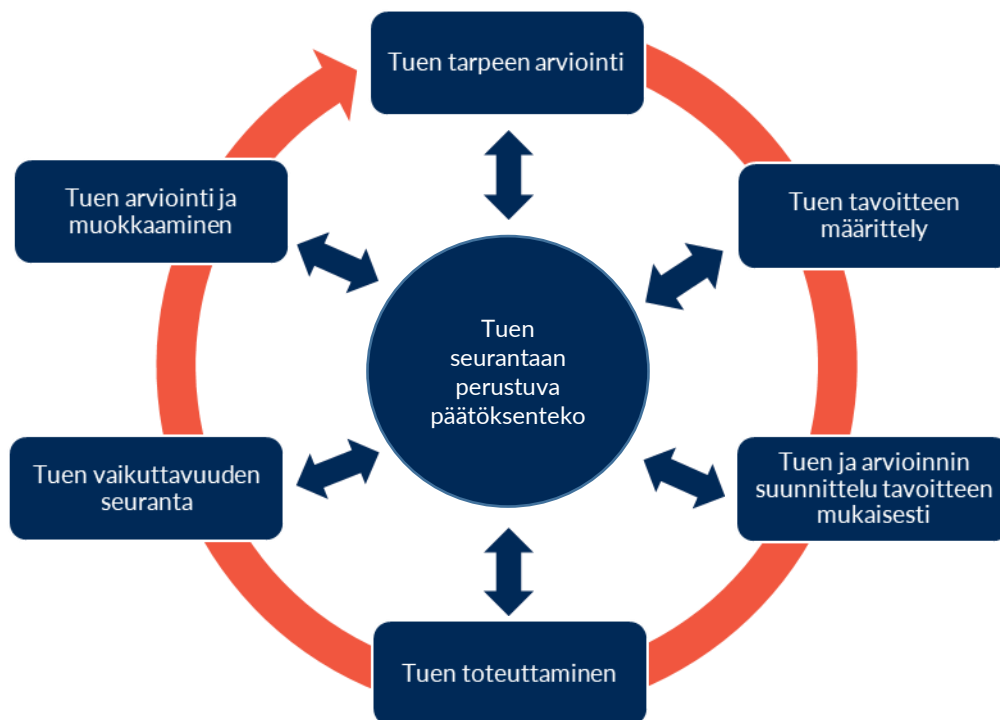 Tuen tarpeen arviointi
Tuen tavoitteen
määrittely
Tuen ja arvioinnin
suunnittelu tavoitteen
mukaisesti
Tuen toteuttaminen
Tuen vaikuttavuuden
seuranta
Tuen arviointi ja
muokkaaminen
Tuen
seurantaan
perustuva
päätöksenteko